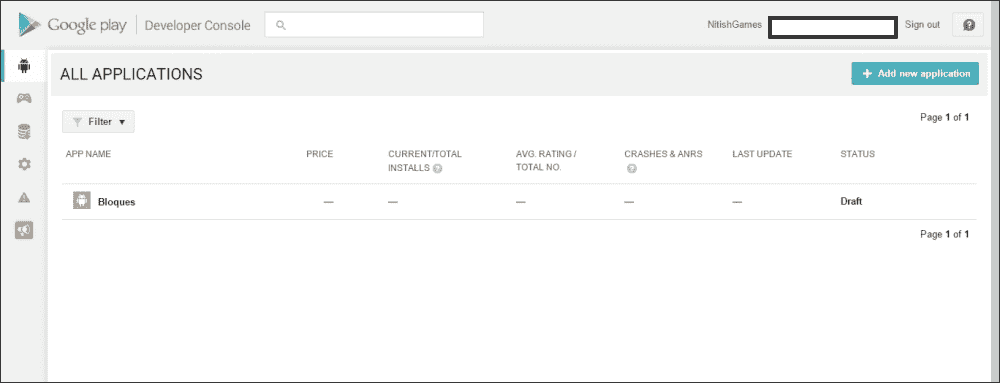 Google play Developer Console NitishGames Sign out
ALL APPLICATIONS + Add new application
Filter Page 1 of 1
APP NAME PRICE CURRENT/TOTAL INSTALLS AVG. RATING / TOTAL NO. CRASHES & ANRS LAST UPDATE STATUS
Bloques — — — — — Draft
Page 1 of 1